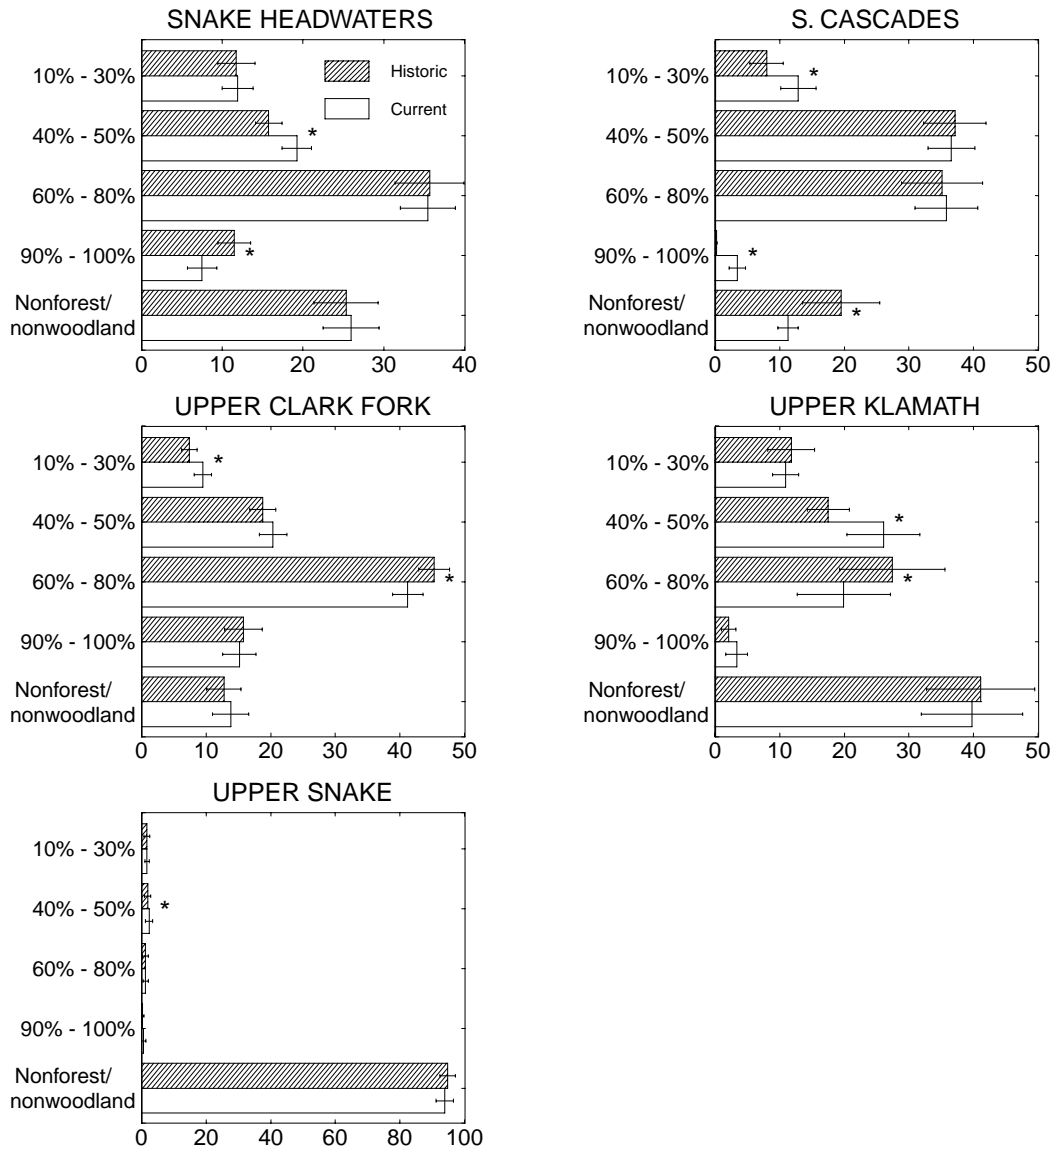 SNAKE HEADWATERS
10% - 30%
40% - 50%
60% - 80%
90% - 100%
Nonforest/
nonwoodland
Historic
Current
*
*
0 10 20 30 40
S. CASCADES
10% - 30%
40% - 50%
60% - 80%
90% - 100%
Nonforest/
nonwoodland
*
*
*
0 10 20 30 40 50
UPPER CLARK FORK
10% - 30%
40% - 50%
60% - 80%
90% - 100%
Nonforest/
nonwoodland
*
*
0 10 20 30 40 50
UPPER KLAMATH
10% - 30%
40% - 50%
60% - 80%
90% - 100%
Nonforest/
nonwoodland
*
*
0 10 20 30 40 50
UPPER SNAKE
10% - 30%
40% - 50%
60% - 80%
90% - 100%
Nonforest/
nonwoodland
*
0 20 40 60 80 100